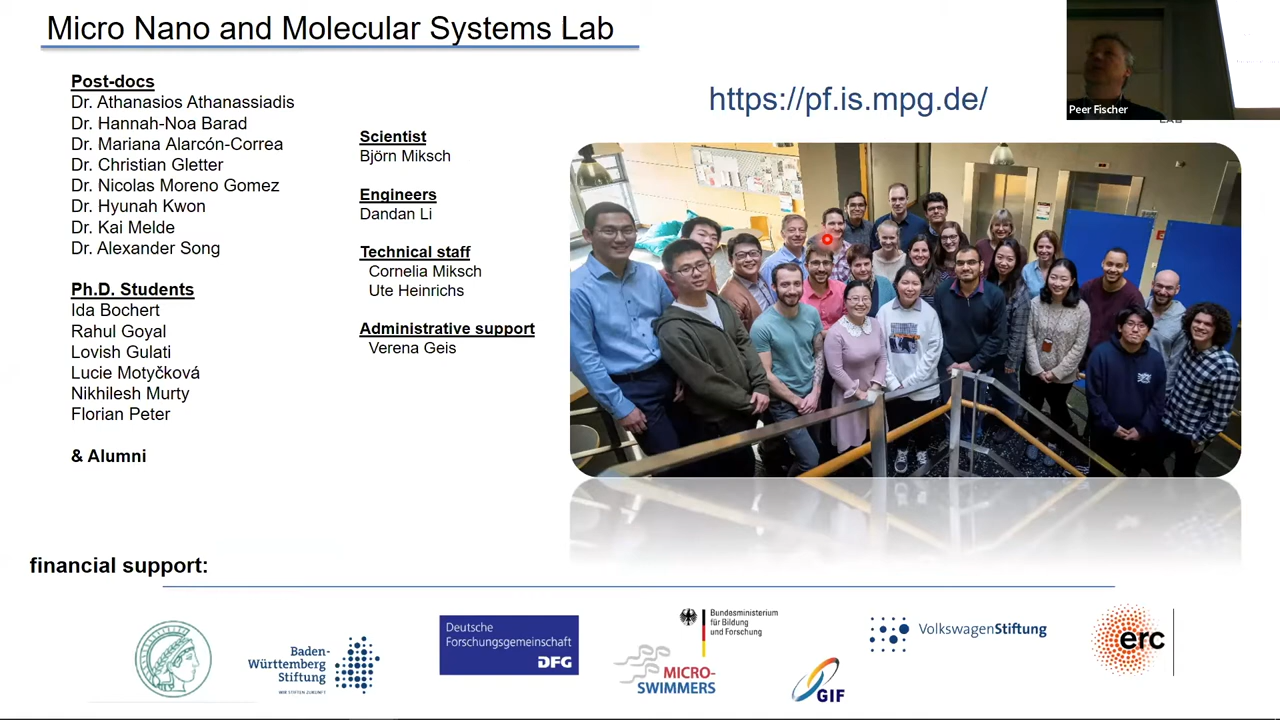 Micro Nano and Molecular Systems Lab
Post-docs
Dr. Athanasios Athanassiadis
Dr. Hannah-Noa Barad
Dr. Mariana Alarcón-Correa
Dr. Christian Gletter
Dr. Nicolas Moreno Gomez
Dr. Hyunah Kwon
Dr. Kai Melde
Dr. Alexander Song
Ph.D. Students
Ida Bochert
Rahul Goyal
Lovish Gulati
Lucie Motyčková
Nikhilesh Murty
Florian Peter
& Alumni
Scientist
Björn Miksch
Engineers
Dandan Li
Technical staff
Cornelia Miksch
Ute Heinrichs
Administrative support
Verena Geis
https://pf.is.mpg.de/
Peer Fischer
LAB
financial support:
Baden-
Württemberg
Stiftung
WIR STIFTEN ZUKUNFT
Deutsche
Forschungsgemeinschaft
DFG
Bundesministerium
für Bildung
und Forschung
MICRO-
SWIMMERS
GIF
VolkswagenStiftung
erc